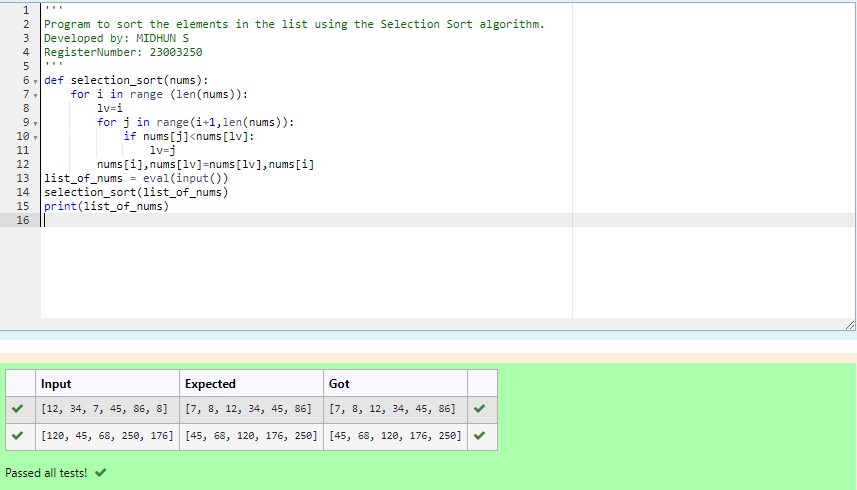 1 '''
2 Program to sort the elements in the list using the Selection Sort algorithm.
3 Developed by: MIDHUN S
4 RegisterNumber: 23003250
5 '''
6 def selection_sort(nums):
7     for i in range (len(nums)):
8         lv=i
9         for j in range(i+1,len(nums)):
10             if nums[j]<nums[lv]:
11                 lv=j
12         nums[i],nums[lv]=nums[lv],nums[i]
13 list_of_nums = eval(input())
14 selection_sort(list_of_nums)
15 print(list_of_nums)
16
Input Expected Got
[12, 34, 7, 45, 86, 8] [7, 8, 12, 34, 45, 86] [7, 8, 12, 34, 45, 86]
[120, 45, 68, 250, 176] [45, 68, 120, 176, 250] [45, 68, 120, 176, 250]
Passed all tests!